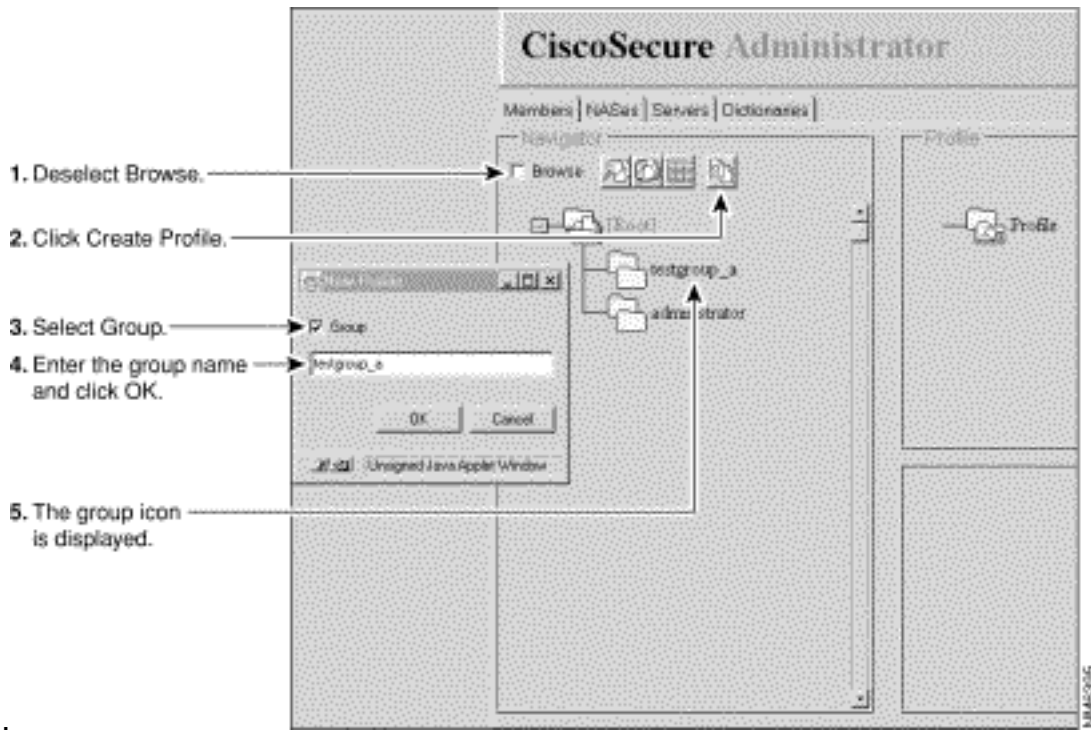 CiscoSecure Administrator
Members NASes Servers Dictionaries
Navigator
Profile
1. Deselect Browse.
Browse
2. Click Create Profile.
[Root]
Profile
testgroup_a
administrator
3. Select Group.
Group
4. Enter the group name
and click OK.
testgroup_a
OK Cancel
Unsigned Java Applet Window
5. The group icon
is displayed.
.